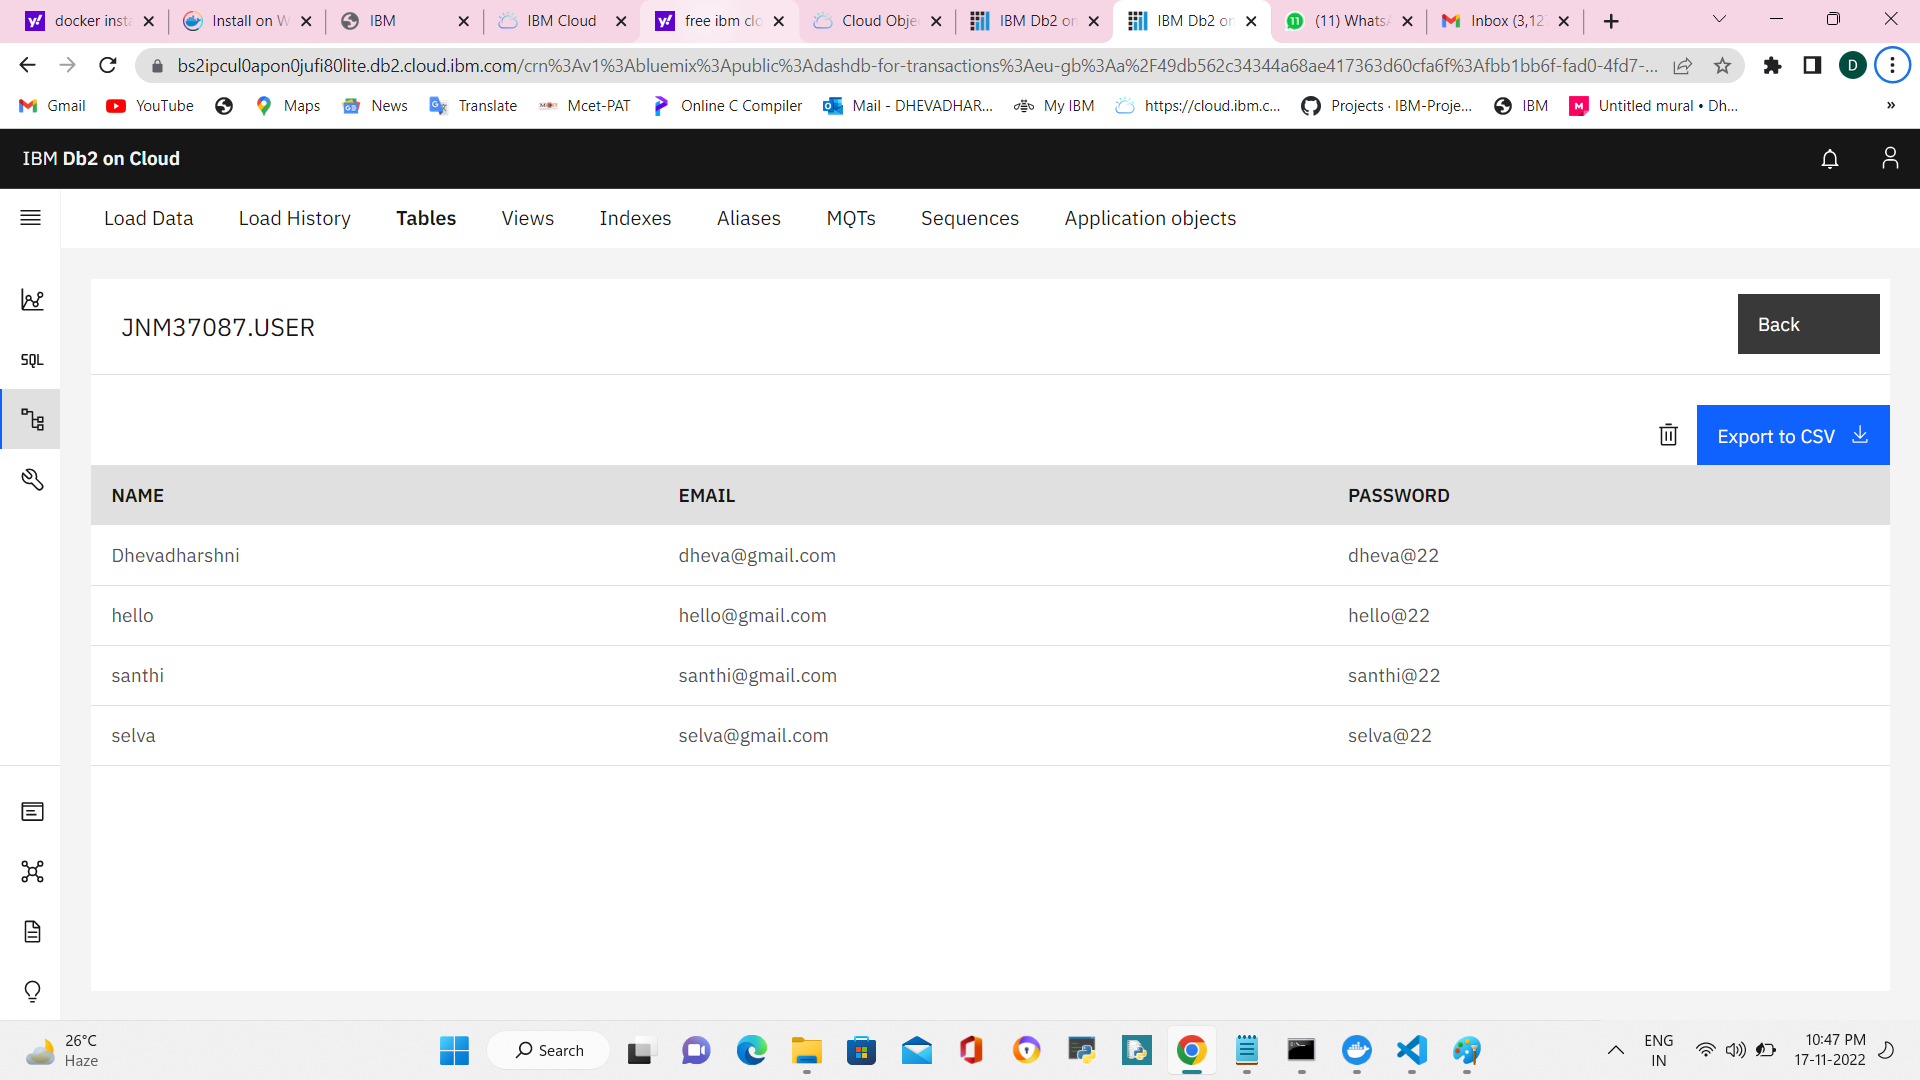 docker insta
Install on W
IBM
IBM Cloud
free ibm clo
Cloud Obje
IBM Db2 on
IBM Db2 on
(11) WhatsA
Inbox (3,12
bs2ipcul0apon0jufi80lite.db2.cloud.ibm.com/crn%3Av1%3Abluemix%3Apublic%3Adashdb-for-transactions%3Aeu-gb%3Aa%2F49db562c34344a68ae417363d60cfa6f%3Afbb1bb6f-fad0-4fd7-...
D
Gmail
YouTube
Maps
News
Translate
Mcet-PAT
Online C Compiler
Mail - DHEVADHAR...
My IBM
https://cloud.ibm.c...
Projects · IBM-Proje...
IBM
Untitled mural • Dh...
»
IBM Db2 on Cloud
Load Data
Load History
Tables
Views
Indexes
Aliases
MQTs
Sequences
Application objects
SQL
JNM37087.USER
Back
Export to CSV
NAME EMAIL PASSWORD
Dhevadharshni dheva@gmail.com dheva@22
hello hello@gmail.com hello@22
santhi santhi@gmail.com santhi@22
selva selva@gmail.com selva@22
26°C
Haze
Search
ENG
IN
10:47 PM
17-11-2022